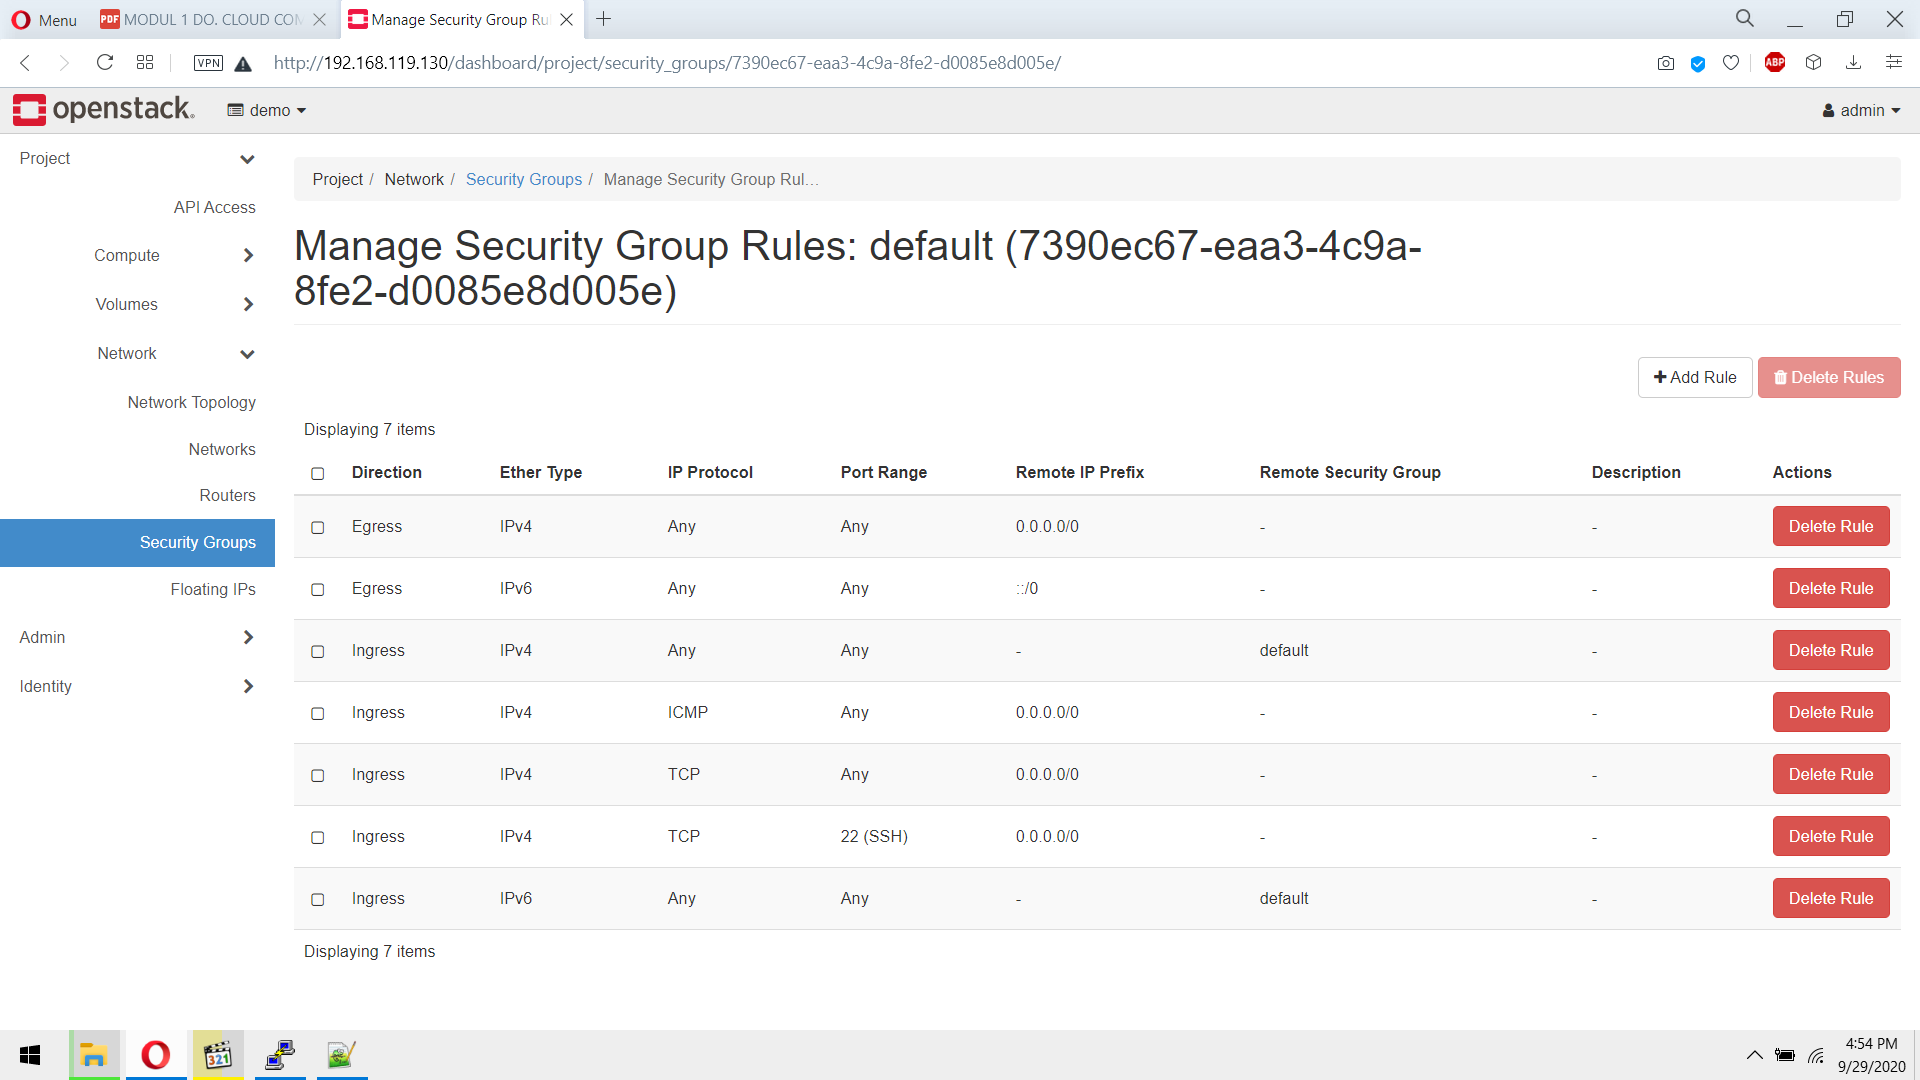 Menu
PDF MODUL 1 DO. CLOUD CON
Manage Security Group Ru
VPN
http://192.168.119.130/dashboard/project/security_groups/7390ec67-eaa3-4c9a-8fe2-d0085e8d005e/
ABP
openstack.
demo
admin
Project
API Access
Compute
Volumes
Network
Network Topology
Networks
Routers
Security Groups
Floating IPs
Admin
Identity
Project / Network / Security Groups / Manage Security Group Rul...
Manage Security Group Rules: default (7390ec67-eaa3-4c9a-
8fe2-d0085e8d005e)
Add Rule
Delete Rules
Displaying 7 items
Direction Ether Type IP Protocol Port Range Remote IP Prefix Remote Security Group Description Actions
Egress IPv4 Any Any 0.0.0.0/0 - - Delete Rule
Egress IPv6 Any Any ::/0 - - Delete Rule
Ingress IPv4 Any Any - default - Delete Rule
Ingress IPv4 ICMP Any 0.0.0.0/0 - - Delete Rule
Ingress IPv4 TCP Any 0.0.0.0/0 - - Delete Rule
Ingress IPv4 TCP 22 (SSH) 0.0.0.0/0 - - Delete Rule
Ingress IPv6 Any Any - default - Delete Rule
Displaying 7 items
321
4:54 PM
9/29/2020